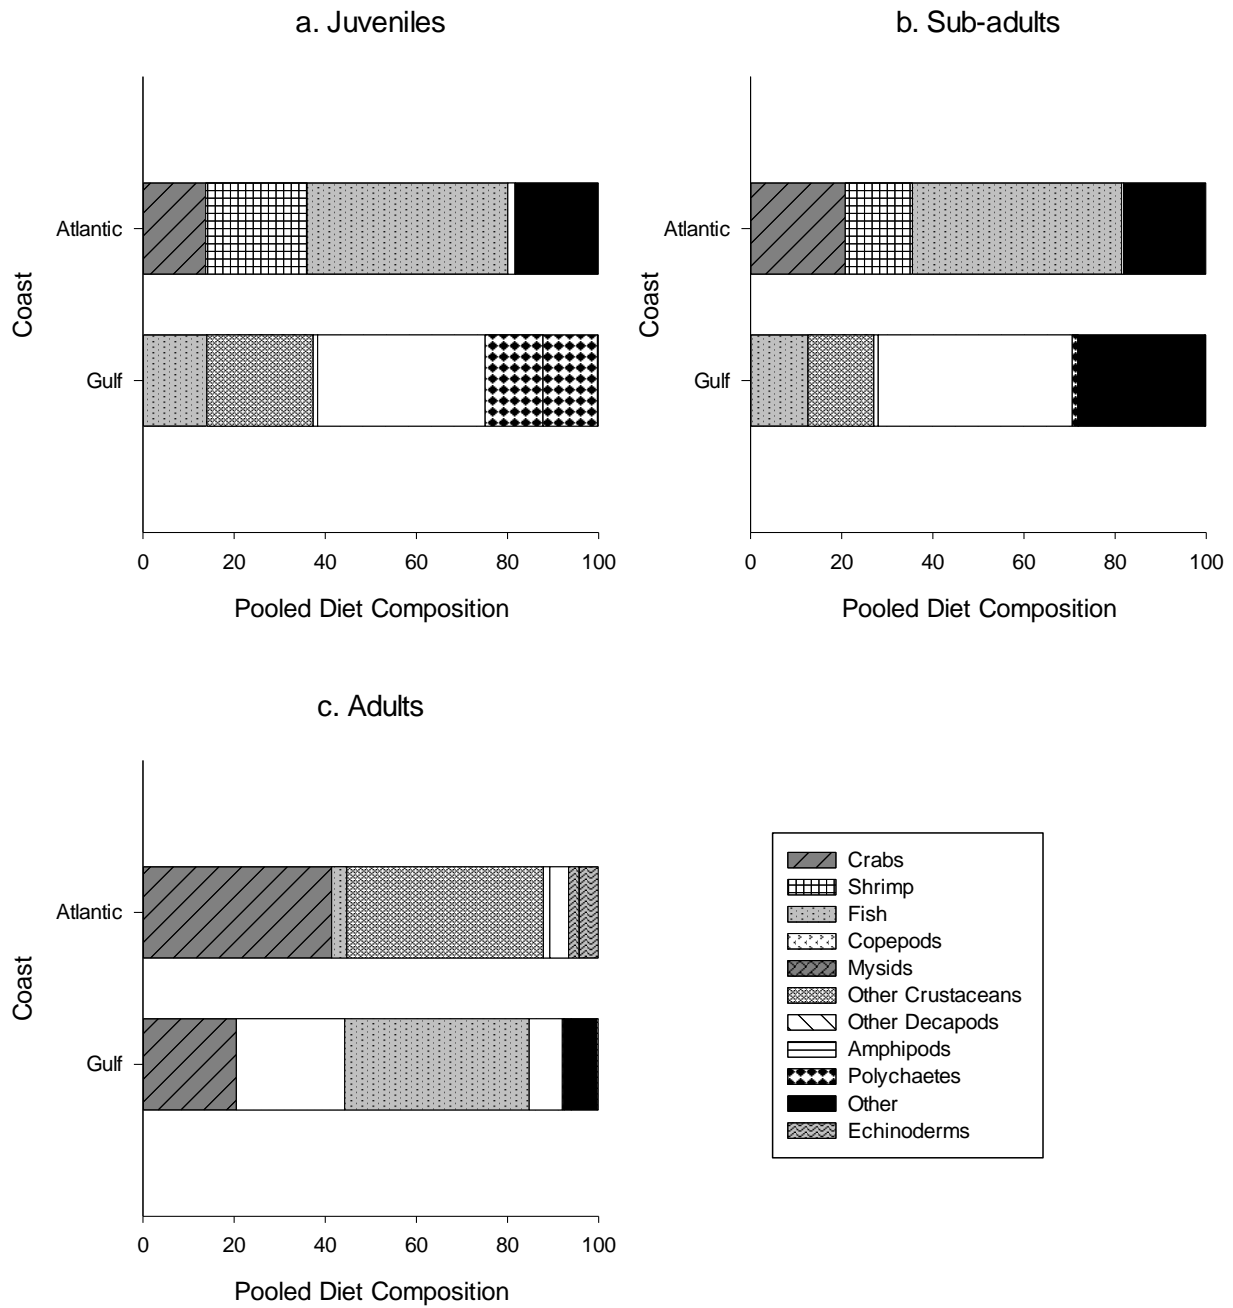 a. Juveniles
b. Sub-adults
Atlantic
Gulf
Coast
0 20 40 60 80 100
Pooled Diet Composition
Atlantic
Gulf
Coast
0 20 40 60 80 100
Pooled Diet Composition
c. Adults
Atlantic
Gulf
Coast
0 20 40 60 80 100
Pooled Diet Composition
Crabs
Shrimp
Fish
Copepods
Mysids
Other Crustaceans
Other Decapods
Amphipods
Polychaetes
Other
Echinoderms